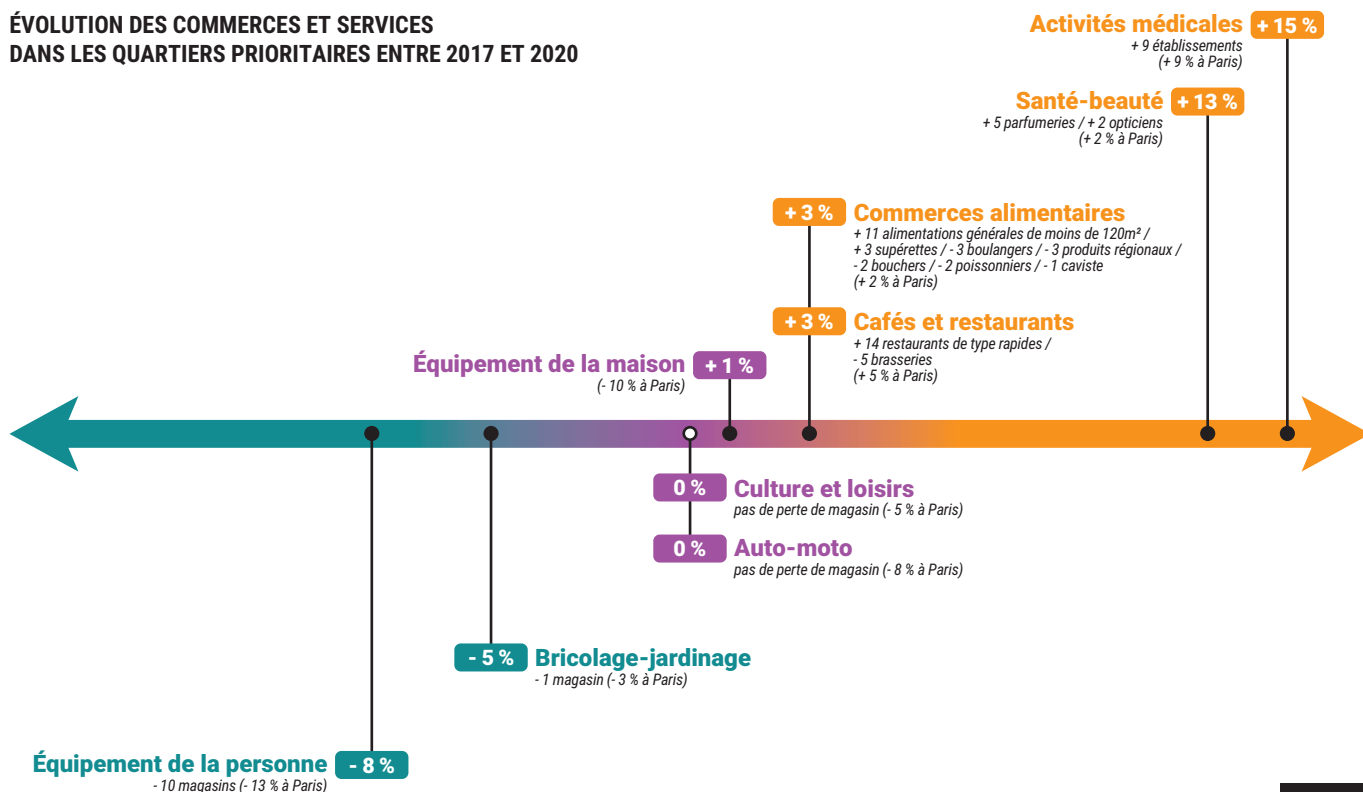 ÉVOLUTION DES COMMERCES ET SERVICES
DANS LES QUARTIERS PRIORITAIRES ENTRE 2017 ET 2020
Activités médicales + 15 %
+ 9 établissements
(+ 9 % à Paris)
Santé-beauté + 13 %
+ 5 parfumeries / + 2 opticiens
(+ 2 % à Paris)
+ 3 % Commerces alimentaires
+ 11 alimentations générales de moins de 120m² /
+ 3 supérettes / - 3 boulangers / - 3 produits régionaux /
- 2 bouchers / - 2 poissonniers / - 1 caviste
(+ 2 % à Paris)
+ 3 % Cafés et restaurants
+ 14 restaurants de type rapides /
- 5 brasseries
(+ 5 % à Paris)
Équipement de la maison + 1 %
(- 10 % à Paris)
0 % Culture et loisirs
pas de perte de magasin (- 5 % à Paris)
0 % Auto-moto
pas de perte de magasin (- 8 % à Paris)
- 5 % Bricolage-jardinage
- 1 magasin (- 3 % à Paris)
Équipement de la personne - 8 %
- 10 magasins (- 13 % à Paris)